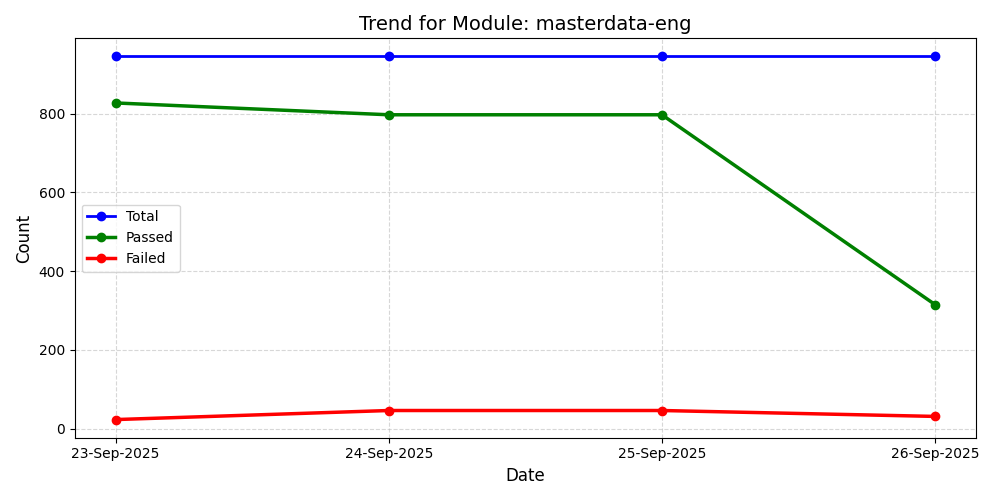 Trend for Module: masterdata-eng
800
600
400
200
0
Count
Total
Passed
Failed
23-Sep-2025
24-Sep-2025
25-Sep-2025
26-Sep-2025
Date